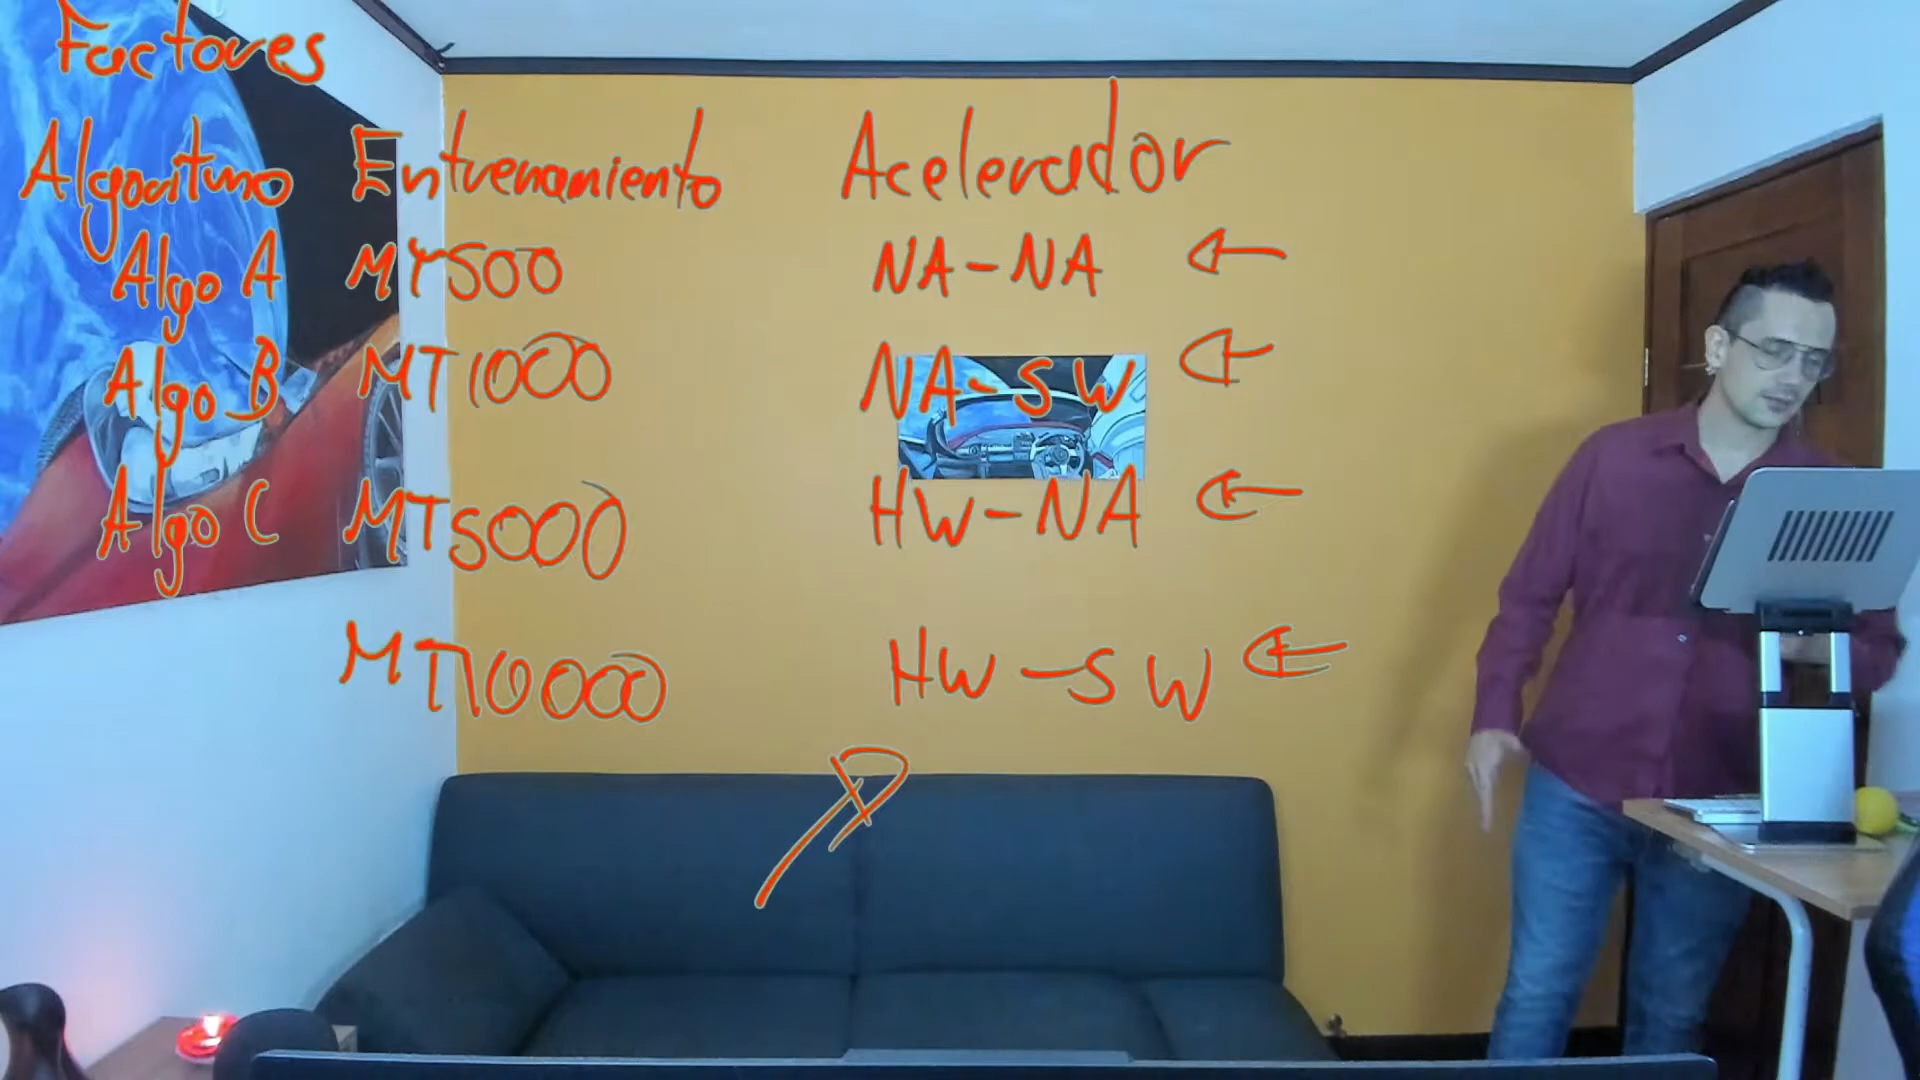 Factores
Algoritmo Entrenamiento Acelerador
Algo A MT500 NA-NA ←
Algo B MT1000 NA-SW ←
Algo C MT5000 HW-NA ←
MT10000 HW-SW ←